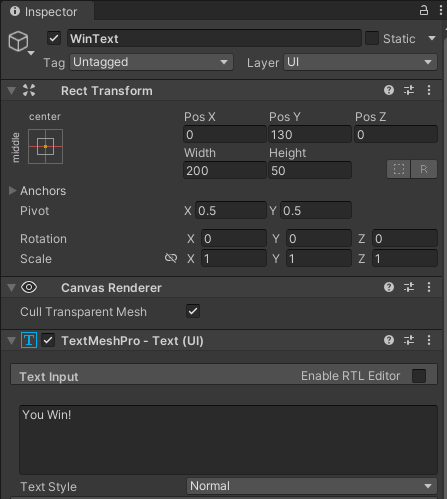 Inspector
WinText Static
Tag Untagged Layer UI
Rect Transform
center Pos X Pos Y Pos Z
middle 0 130 0
Width Height
200 50 R
Anchors
Pivot X 0.5 Y 0.5
Rotation X 0 Y 0 Z 0
Scale X 1 Y 1 Z 1
Canvas Renderer
Cull Transparent Mesh
T TextMeshPro - Text (UI)
Text Input Enable RTL Editor
You Win!
Text Style Normal